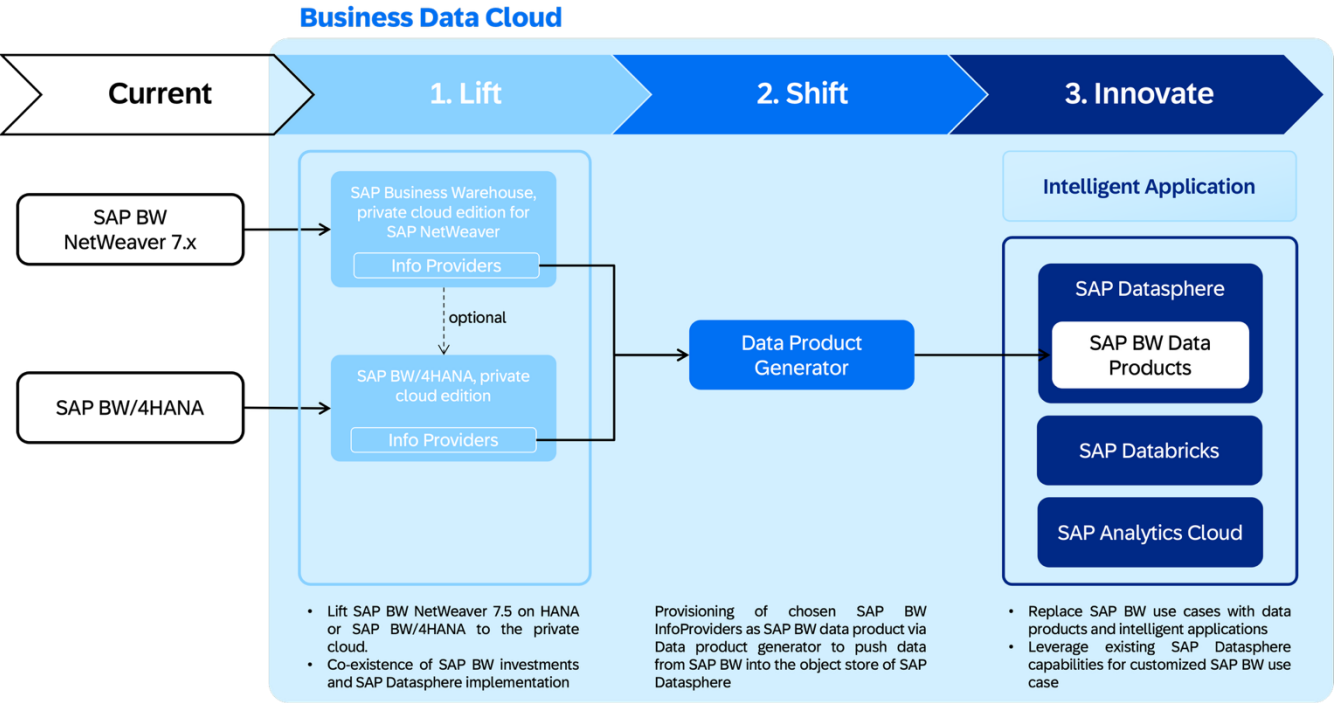 Business Data Cloud
Current
1. Lift
2. Shift
3. Innovate
SAP BW
NetWeaver 7.x
SAP BW/4HANA
SAP Business Warehouse,
private cloud edition for
SAP NetWeaver
Info Providers
optional
SAP BW/4HANA, private
cloud edition
Info Providers
Data Product
Generator
Intelligent Application
SAP Datasphere
SAP BW Data
Products
SAP Databricks
SAP Analytics Cloud
• Lift SAP BW NetWeaver 7.5 on HANA
or SAP BW/4HANA to the private
cloud.
• Co-existence of SAP BW investments
and SAP Datasphere implementation
Provisioning of chosen SAP BW
InfoProviders as SAP BW data product via
Data product generator to push data
from SAP BW into the object store of SAP
Datasphere
• Replace SAP BW use cases with data
products and intelligent applications
• Leverage existing SAP Datasphere
capabilities for customized SAP BW use
case